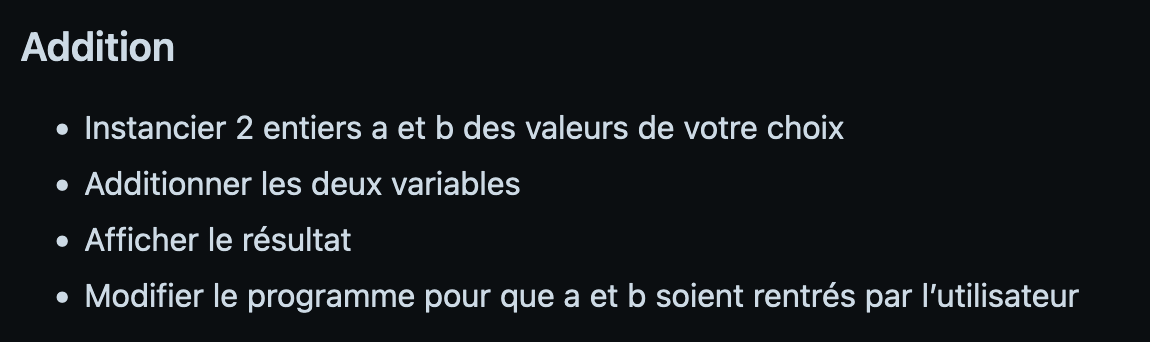 Addition
• Instancier 2 entiers a et b des valeurs de votre choix
• Additionner les deux variables
• Afficher le résultat
• Modifier le programme pour que a et b soient rentrés par l’utilisateur